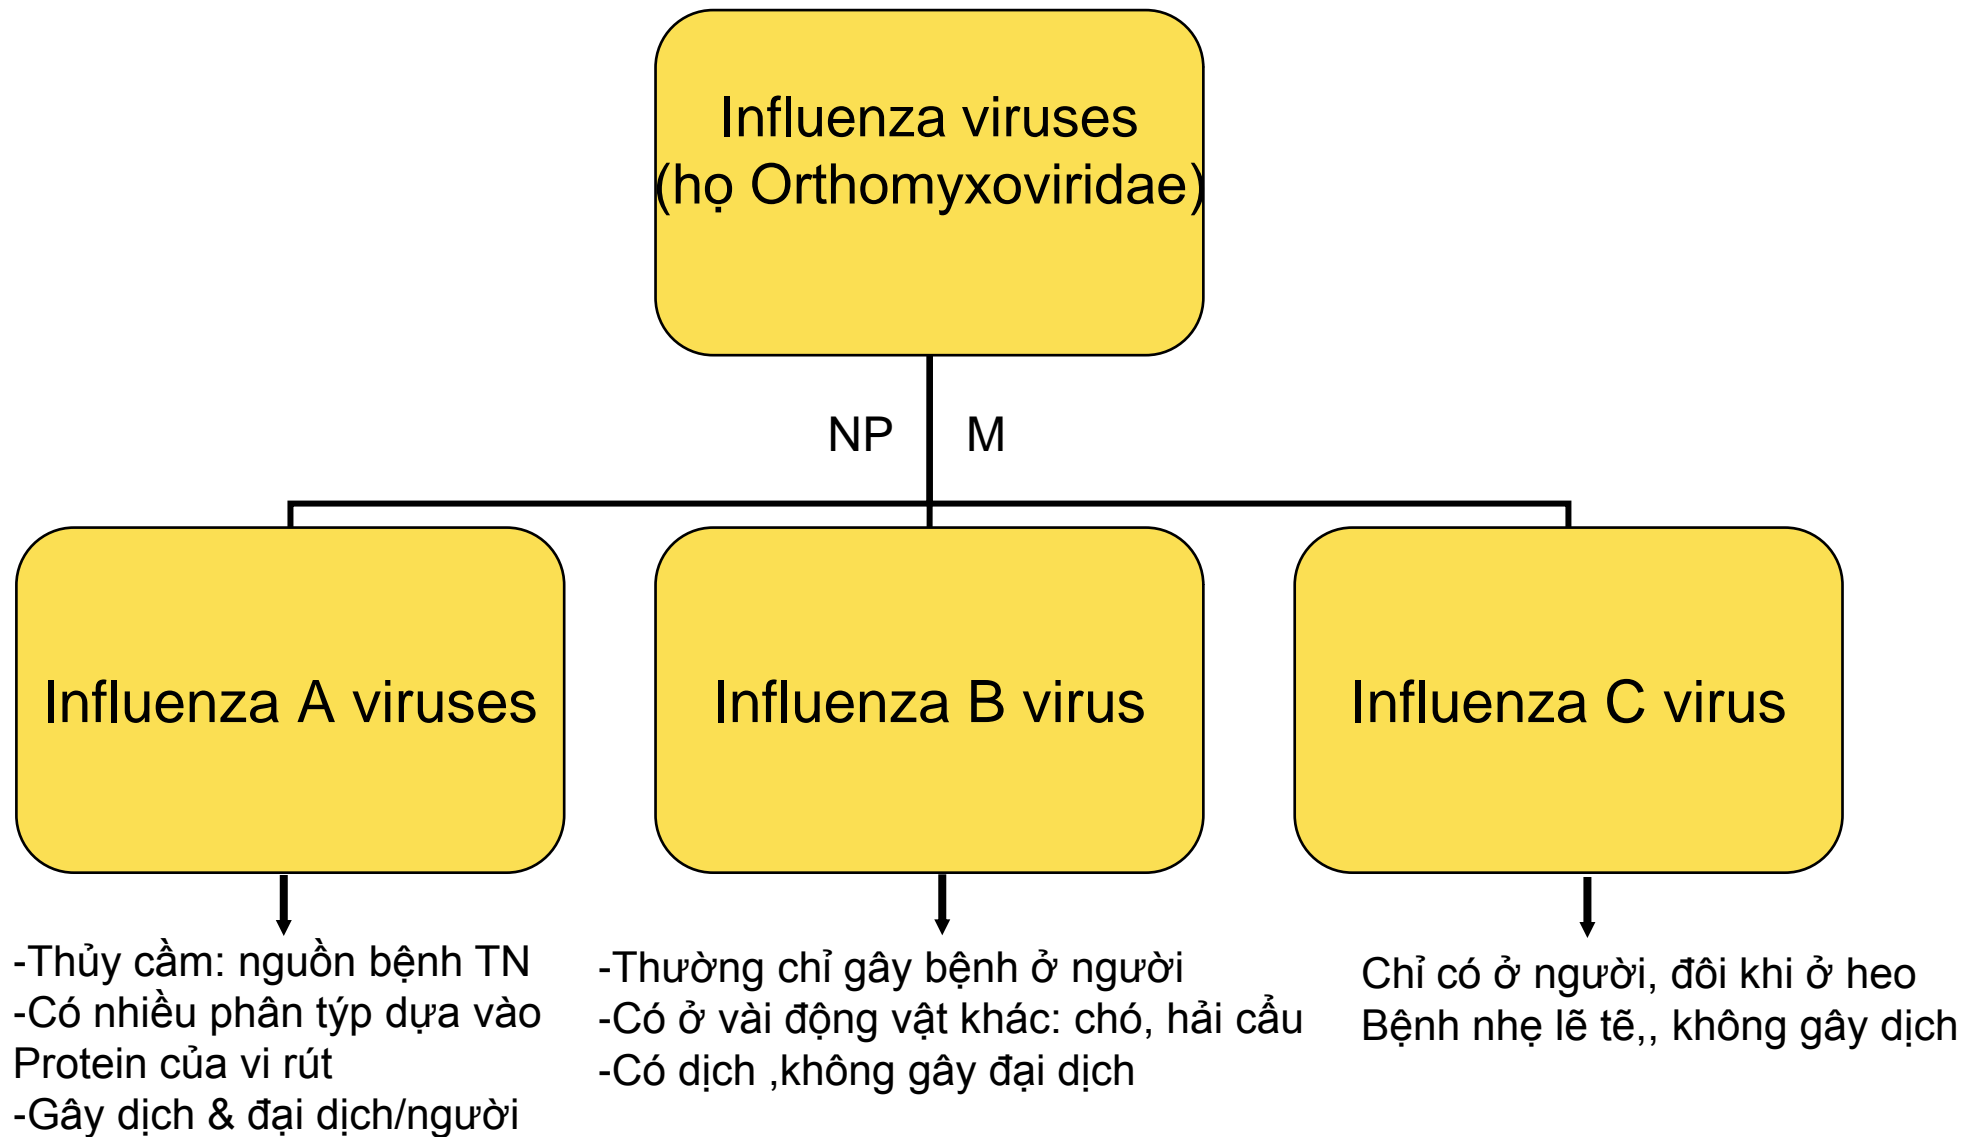 Influenza viruses
(họ Orthomyxoviridae)
NP M
Influenza A viruses
Influenza B virus
Influenza C virus
-Thủy cầm: nguồn bệnh TN
-Có nhiều phân týp dựa vào
Protein của vi rút
-Gây dịch & đại dịch/người
-Thường chỉ gây bệnh ở người
-Có ở vài động vật khác: chó, hải cẩu
-Có dịch ,không gây đại dịch
Chỉ có ở người, đôi khi ở heo
Bệnh nhẹ lẽ tẽ,, không gây dịch